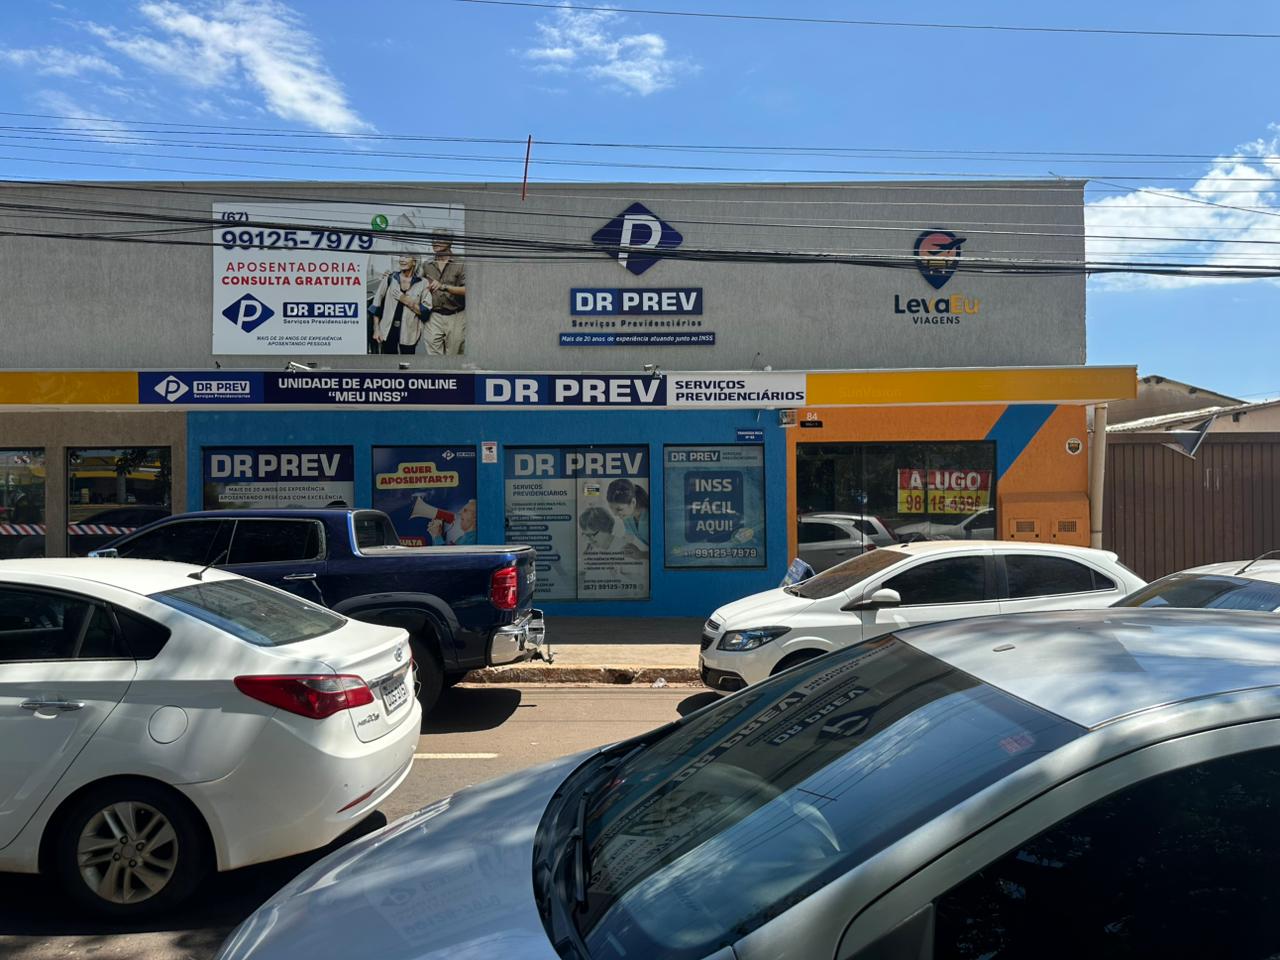 (67)
99125-7979
APOSENTADORIA:
CONSULTA GRATUITA
P
DR PREV
Serviços Previdenciários
MAIS DE 20 ANOS DE EXPERIÊNCIA
APOSENTANDO PESSOAS
P
DR PREV
Serviços Previdenciários
Mais de 20 anos de experiência atuando junto ao INSS
LevaEu
VIAGENS
P
DR PREV
Serviços Previdenciários
UNIDADE DE APOIO ONLINE
"MEU INSS"
DR PREV
SERVIÇOS
PREVIDENCIÁRIOS
SunVision
84
DR PREV
MAIS DE 20 ANOS DE EXPERIÊNCIA
APOSENTANDO PESSOAS COM EXCELÊNCIA
DR PREV
QUER
APOSENTAR??
DR PREV
SERVIÇOS
PREVIDENCIÁRIOS
(67) 99125-7979
DR PREV
INSS
FÁCIL
AQUI!
99125-7979
HB20S